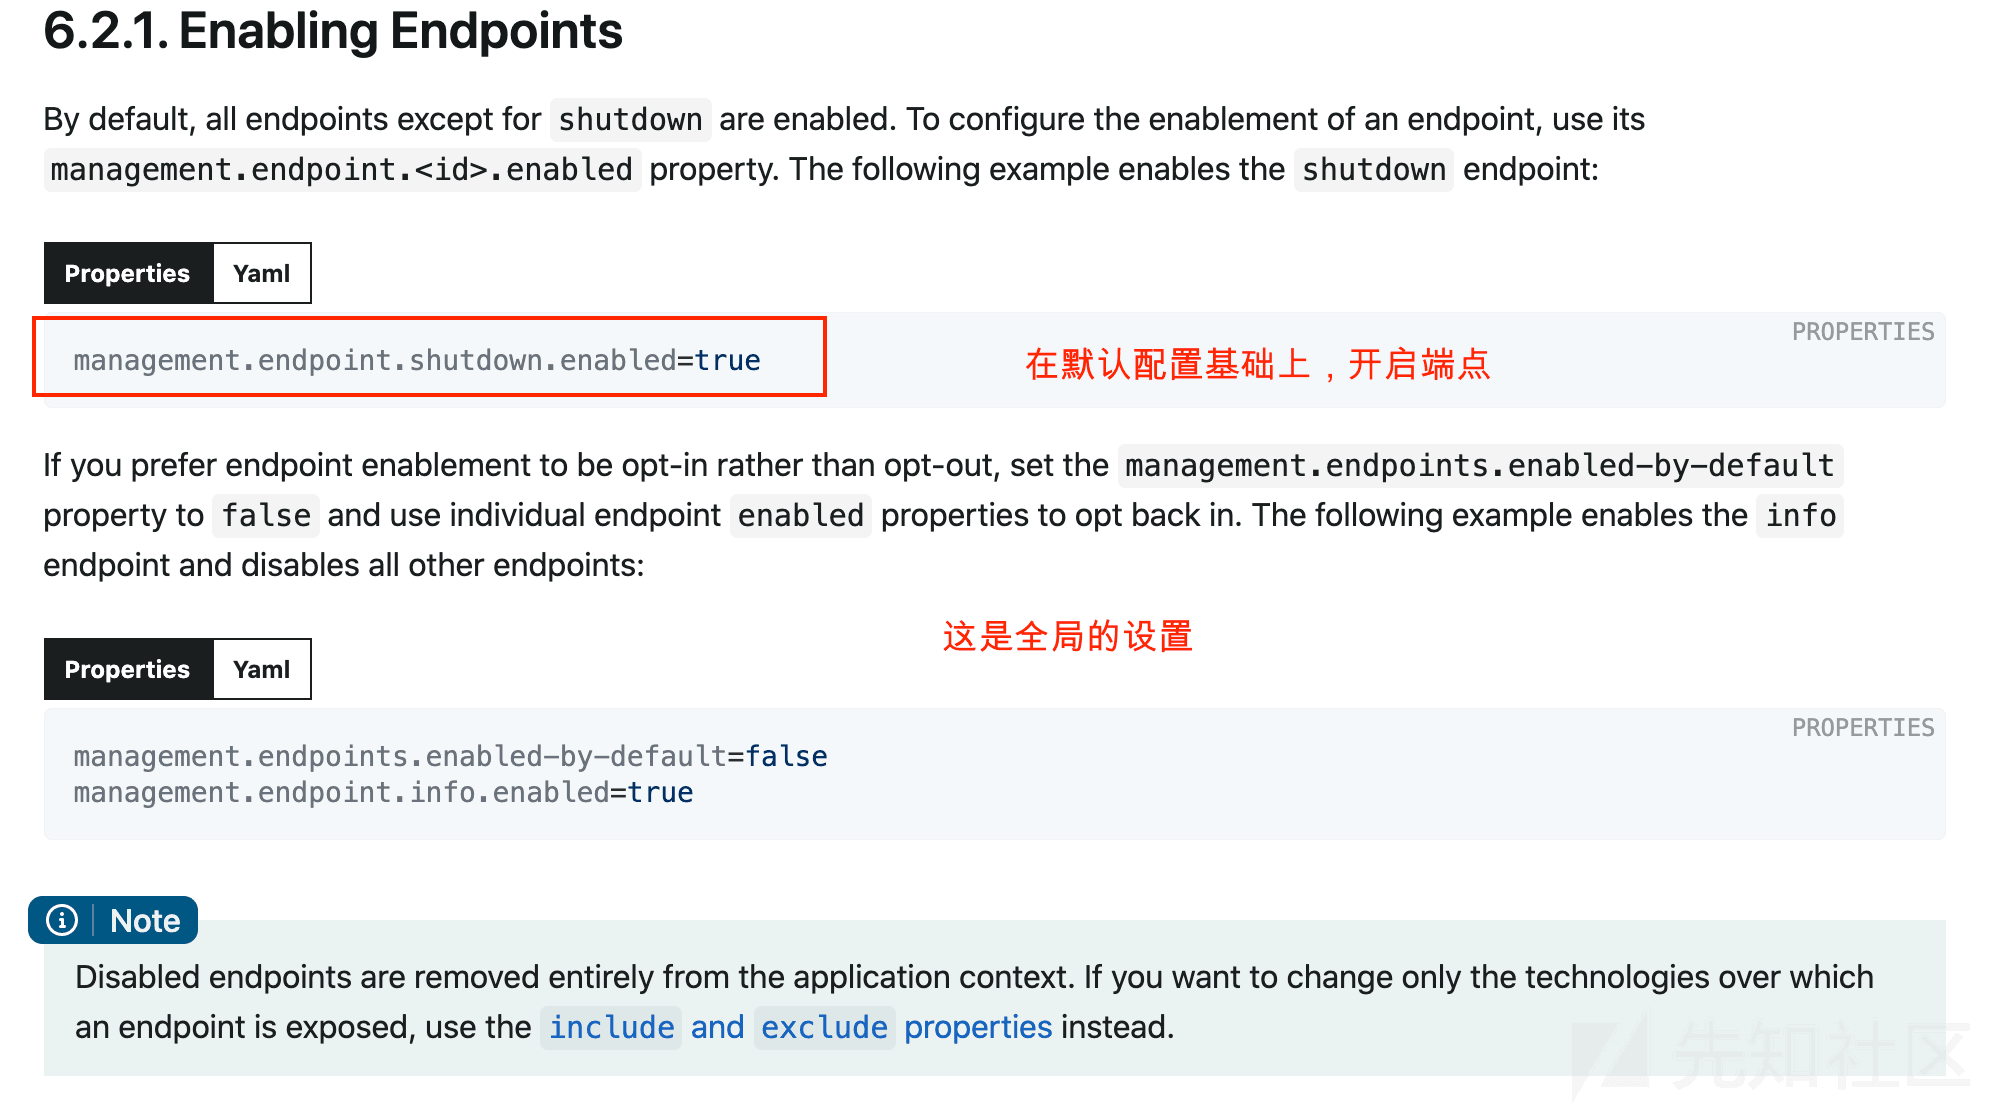 6.2.1. Enabling Endpoints
By default, all endpoints except for shutdown are enabled. To configure the enablement of an endpoint, use its
management.endpoint.<id>.enabled property. The following example enables the shutdown endpoint:
Properties Yaml
PROPERTIES
management.endpoint.shutdown.enabled=true 在默认配置基础上，开启端点
If you prefer endpoint enablement to be opt-in rather than opt-out, set the management.endpoints.enabled-by-default
property to false and use individual endpoint enabled properties to opt back in. The following example enables the info
endpoint and disables all other endpoints:
这是全局的设置
Properties Yaml
PROPERTIES
management.endpoints.enabled-by-default=false
management.endpoint.info.enabled=true
Note
Disabled endpoints are removed entirely from the application context. If you want to change only the technologies over which
an endpoint is exposed, use the include and exclude properties instead.
先知社区